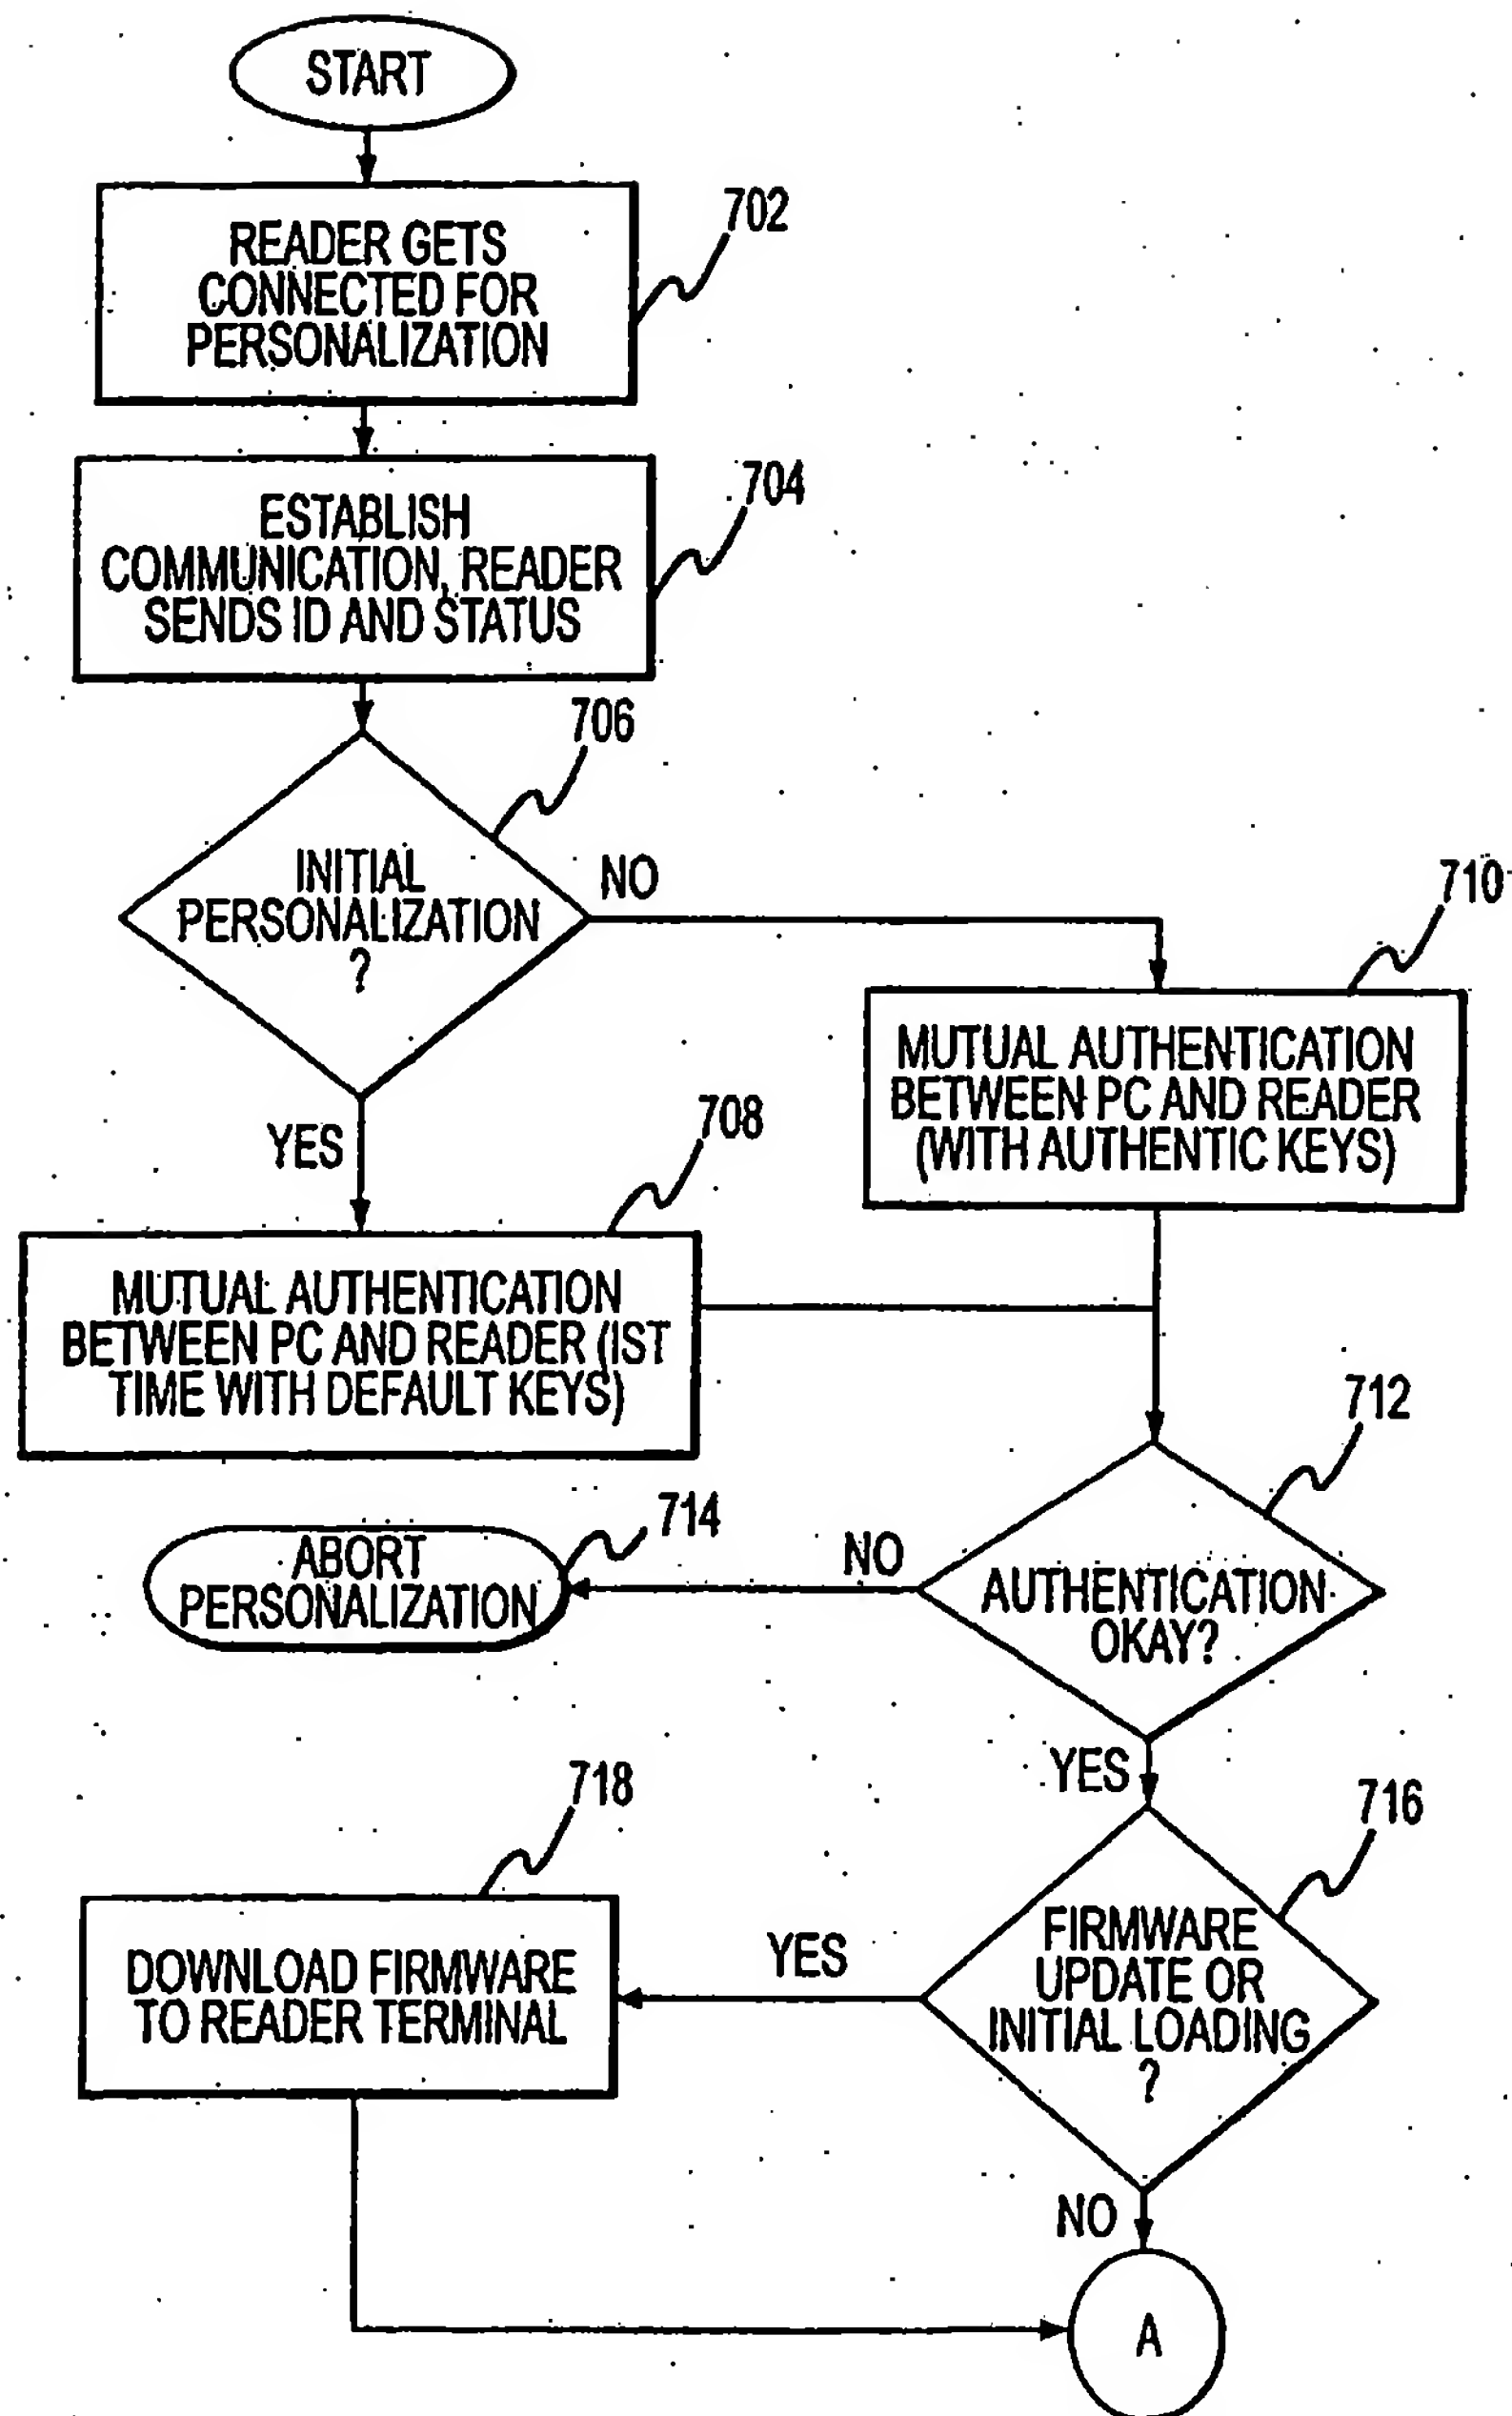 START
702
READER GETS
CONNECTED FOR
PERSONALIZATION
704
ESTABLISH
COMMUNICATION, READER
SENDS ID AND STATUS
706
INITIAL
PERSONALIZATION
?
NO
710
MUTUAL AUTHENTICATION
BETWEEN PC AND READER
(WITH AUTHENTIC KEYS)
YES
708
MUTUAL AUTHENTICATION
BETWEEN PC AND READER (IST
TIME WITH DEFAULT KEYS)
712
714
ABORT
PERSONALIZATION
NO
AUTHENTICATION
OKAY?
YES
718
716
DOWNLOAD FIRMWARE
TO READER TERMINAL
YES
FIRMWARE
UPDATE OR
INITIAL LOADING
?
NO
A